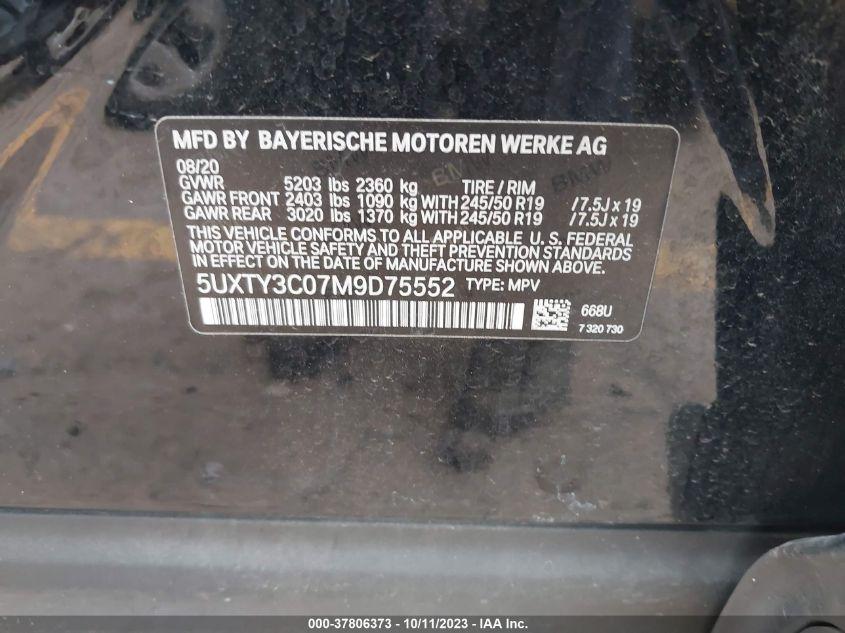 MFD BY BAYERISCHE MOTOREN WERKE AG
08/20
GVWR 5203 lbs 2360 kg TIRE / RIM
GAWR FRONT 2403 lbs 1090 kg WITH 245/50 R19 / 7.5J x 19
GAWR REAR 3020 lbs 1370 kg WITH 245/50 R19 / 7.5J x 19
THIS VEHICLE CONFORMS TO ALL APPLICABLE U. S. FEDERAL
MOTOR VEHICLE SAFETY AND THEFT PREVENTION STANDARDS
IN EFFECT ON THE DATE OF MANUFACTURE SHOWN ABOVE.
5UXTY3C07M9D75552 TYPE: MPV
668U
7 320 730
000-37806373 - 10/11/2023 - IAA Inc.